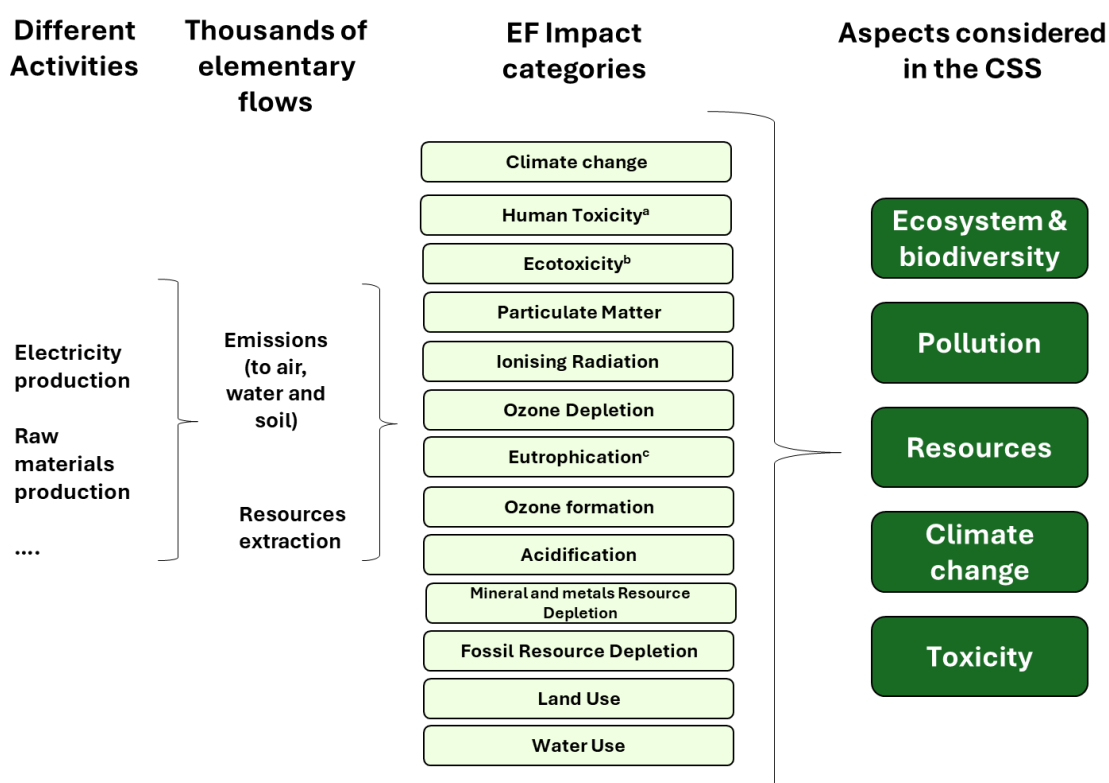 Different
Activities
Thousands of
elementary
flows
EF Impact
categories
Aspects considered
in the CSS
Electricity
production
Raw
materials
production
....
Emissions
(to air,
water and
soil)
Resources
extraction
Climate change
Human Toxicityᵃ
Ecotoxicityᵇ
Particulate Matter
Ionising Radiation
Ozone Depletion
Eutrophicationᶜ
Ozone formation
Acidification
Mineral and metals Resource
Depletion
Fossil Resource Depletion
Land Use
Water Use
Ecosystem &
biodiversity
Pollution
Resources
Climate
change
Toxicity